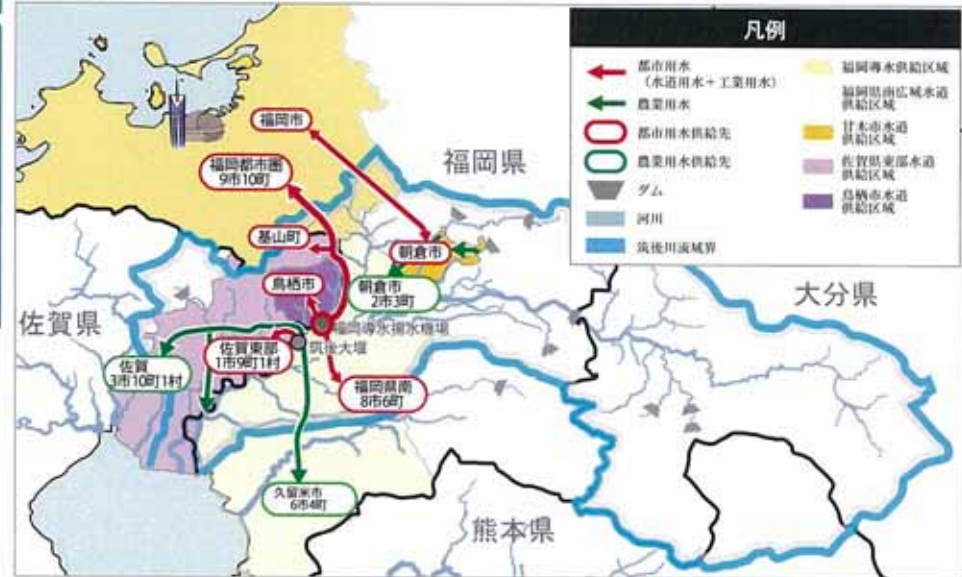 凡例
都市用水
（水道用水＋工業用水）
農業用水
都市用水供給先
農業用水供給先
ダム
河川
筑後川流域界
福岡導水供給区域
福岡県南広域水道
供給区域
甘木市水道
供給区域
佐賀県東部水道
供給区域
鳥栖市水道
供給区域
福岡市
福岡都市圏
9市10町
福岡県
基山町
朝倉市
鳥栖市
朝倉市
2市3町
大分県
佐賀県
福岡導水揚水機場
筑後大堰
佐賀東部
1市9町1村
佐賀
3市10町1村
福岡県南
8市6町
久留米市
6市4町
熊本県